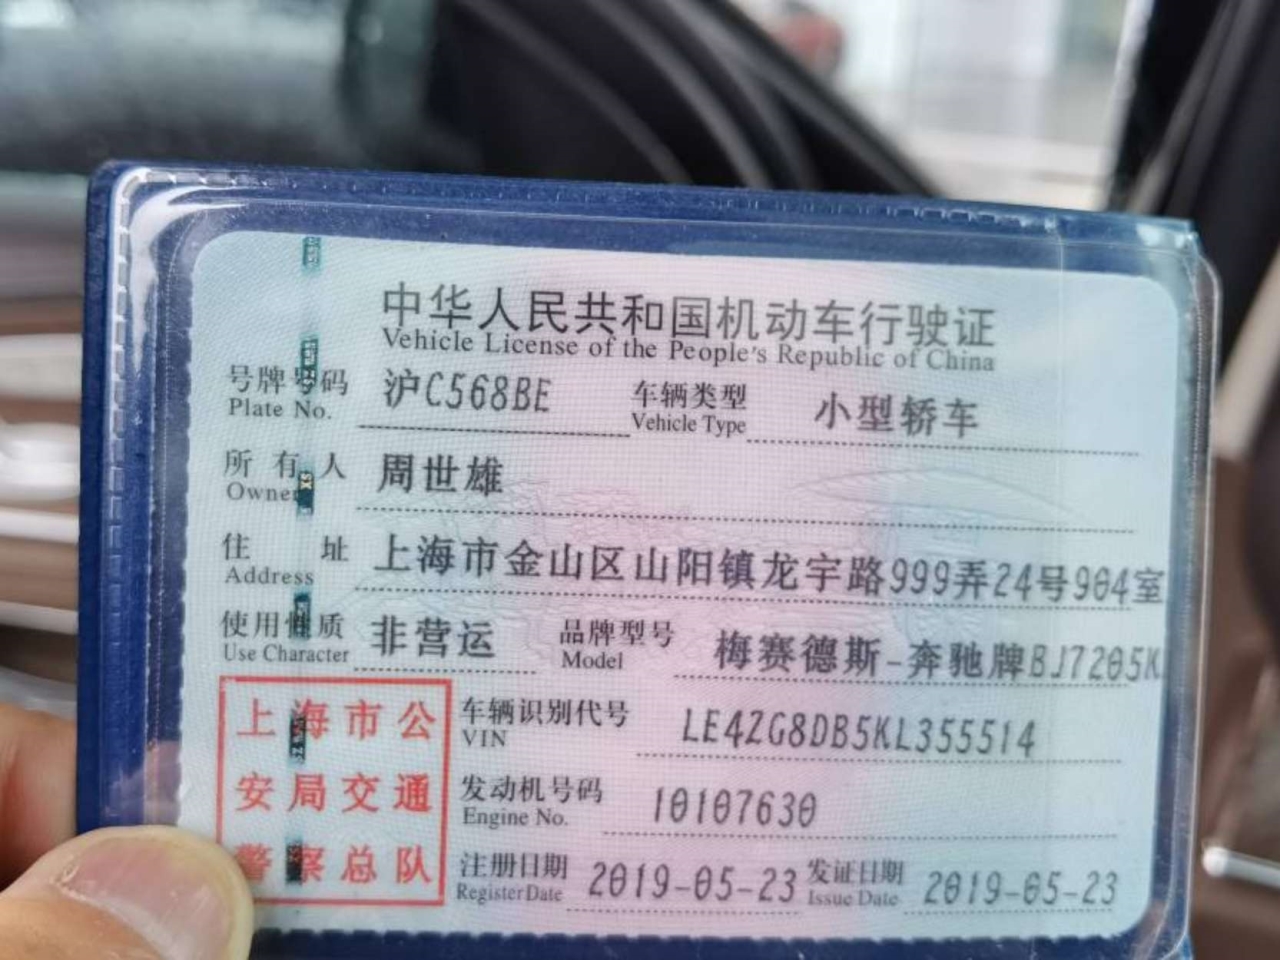 中华人民共和国机动车行驶证
Vehicle License of the People's Republic of China
号牌号码 沪C568BE 车辆类型 小型轿车
Plate No. Vehicle Type
所有人 周世雄
Owner
住址 上海市金山区山阳镇龙宇路999弄24号904室
Address
使用性质 非营运 品牌型号 梅赛德斯-奔驰牌BJ7205K
Use Character Model
上海市公
安局交通
警察总队
车辆识别代号 LE4ZG8DB5KL355514
VIN
发动机号码 10107630
Engine No.
注册日期 2019-05-23 发证日期 2019-05-23
Register Date Issue Date